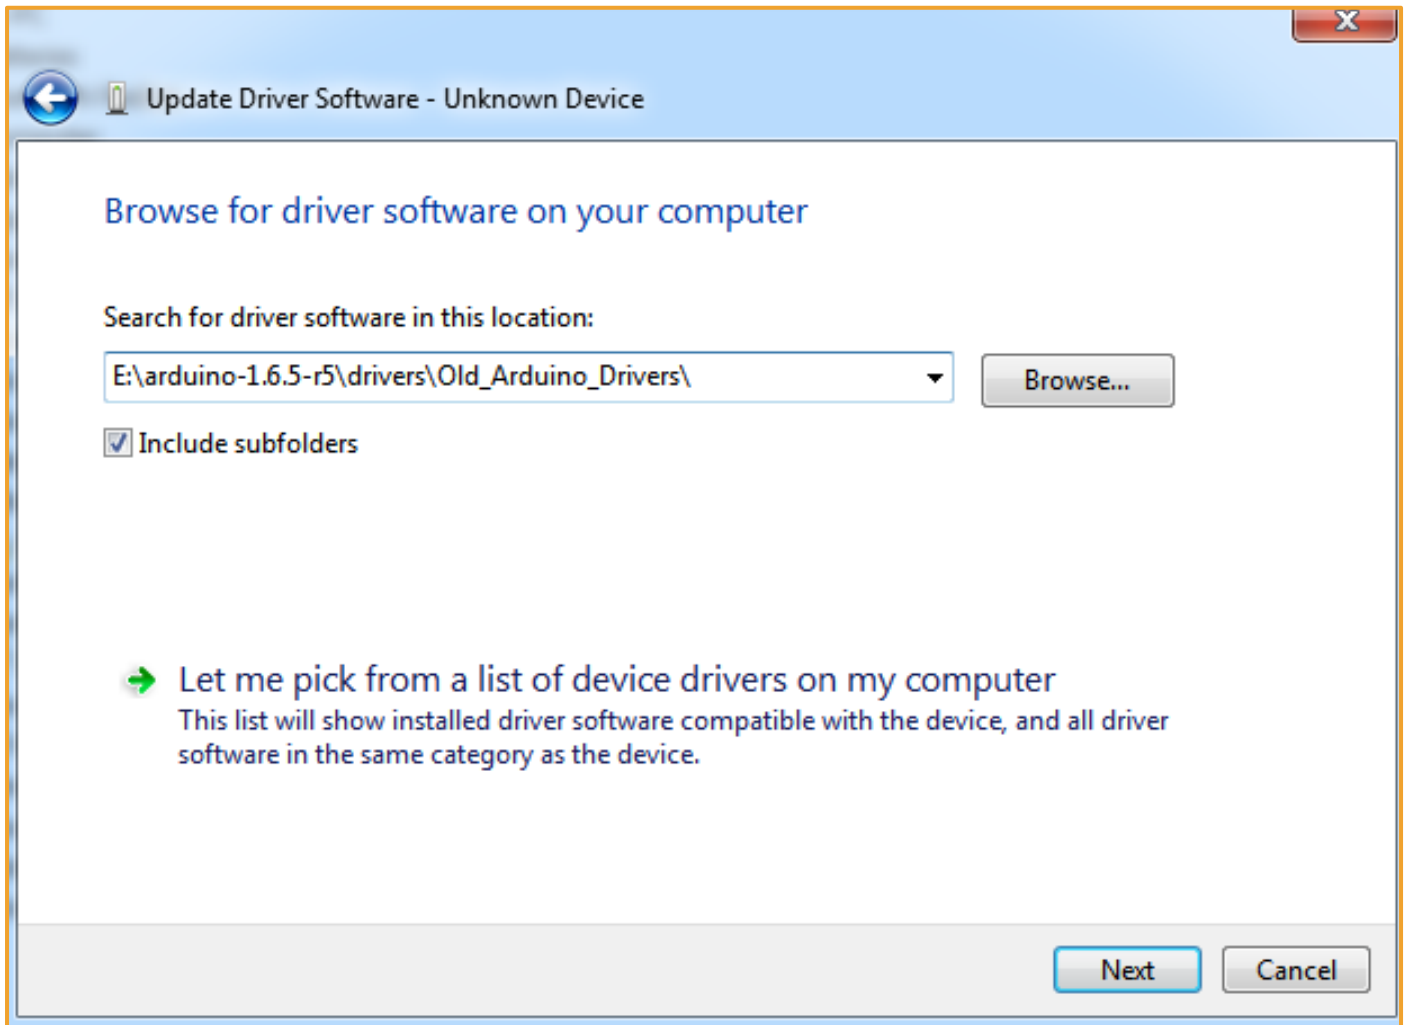 Update Driver Software - Unknown Device
Browse for driver software on your computer
Search for driver software in this location:
E:\arduino-1.6.5-r5\drivers\Old_Arduino_Drivers\
Browse...
Include subfolders
Let me pick from a list of device drivers on my computer
This list will show installed driver software compatible with the device, and all driver
software in the same category as the device.
Next
Cancel